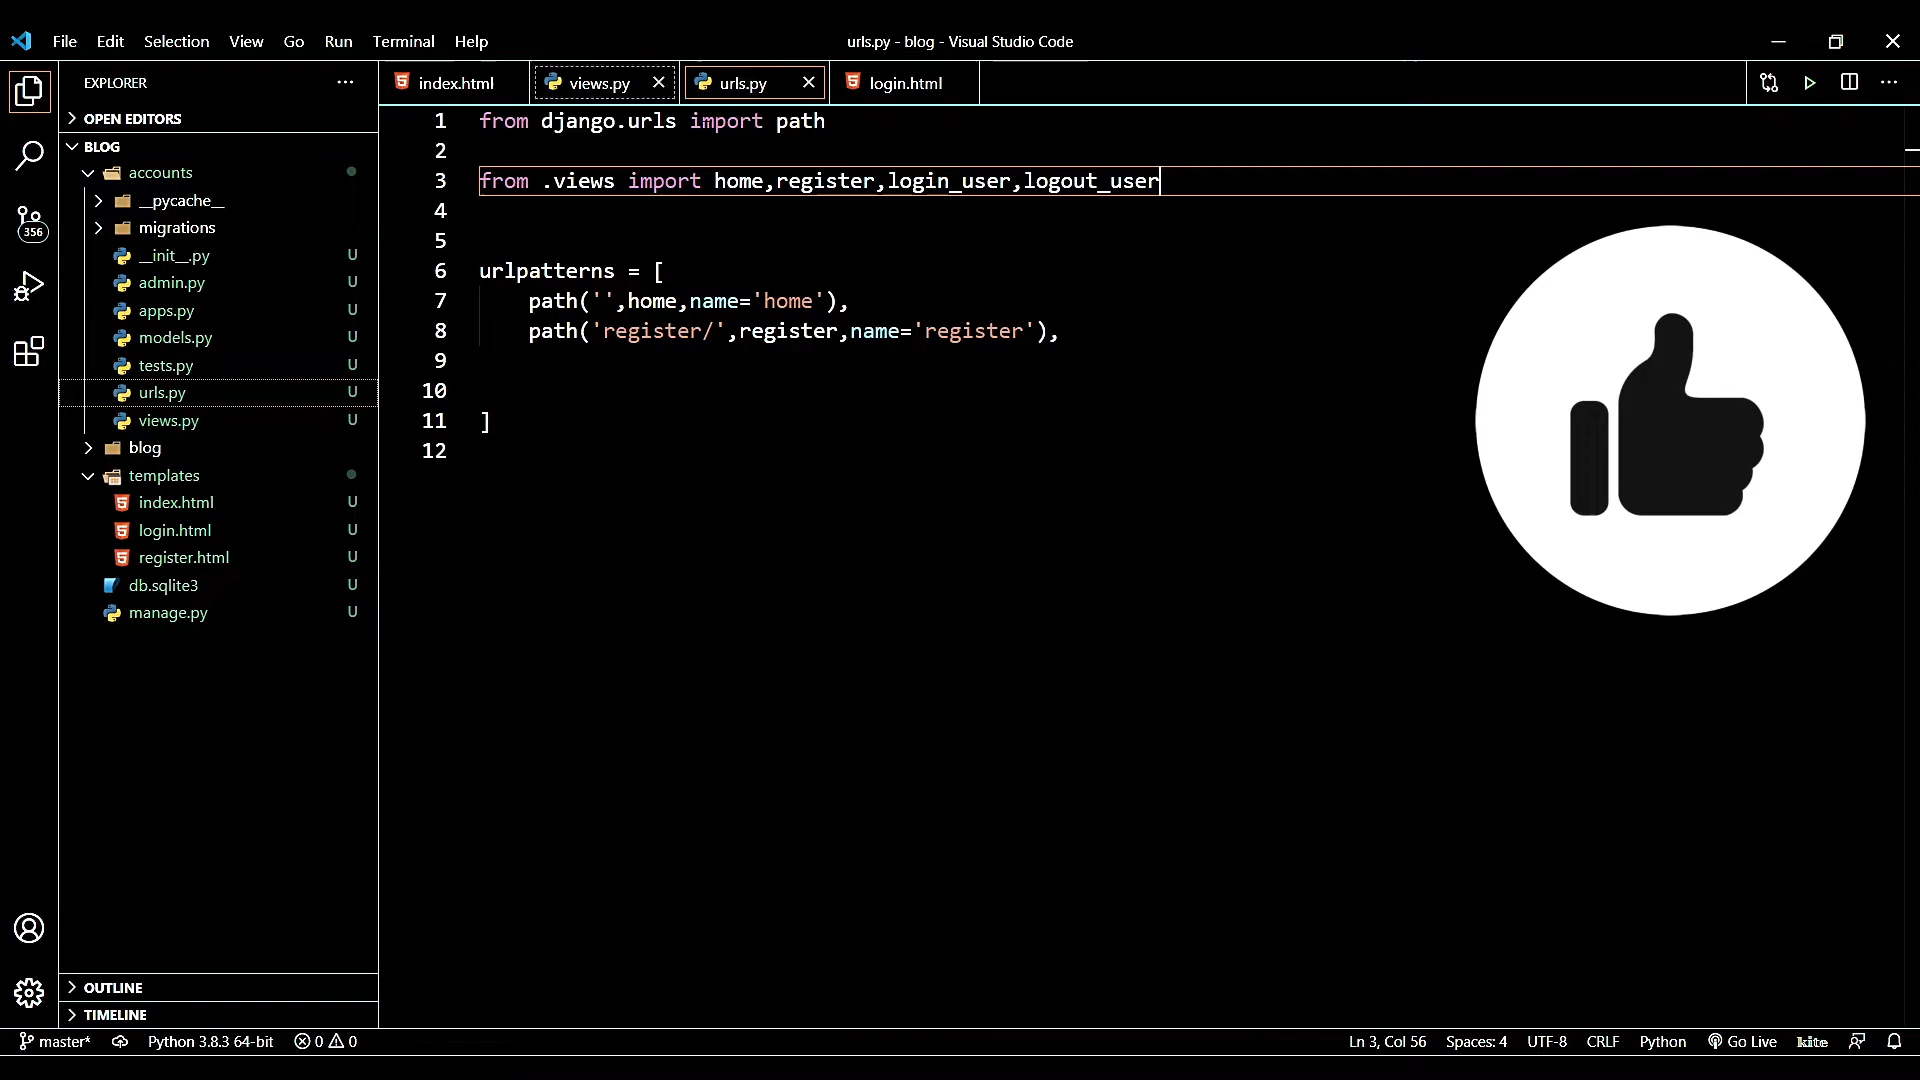 File Edit Selection View Go Run Terminal Help
urls.py - blog - Visual Studio Code
EXPLORER
index.html
views.py
urls.py
login.html
OPEN EDITORS
BLOG
accounts
__pycache__
migrations
__init__.py U
admin.py U
apps.py U
models.py U
tests.py U
urls.py U
views.py U
blog
templates
index.html U
login.html U
register.html U
db.sqlite3 U
manage.py U
356
1 from django.urls import path
2
3 from .views import home,register,login_user,logout_user
4
5
6 urlpatterns = [
7 path('',home,name='home'),
8 path('register/',register,name='register'),
9
10
11 ]
12
OUTLINE
TIMELINE
master* Python 3.8.3 64-bit 0 0 Ln 3, Col 56 Spaces: 4 UTF-8 CRLF Python Go Live kite